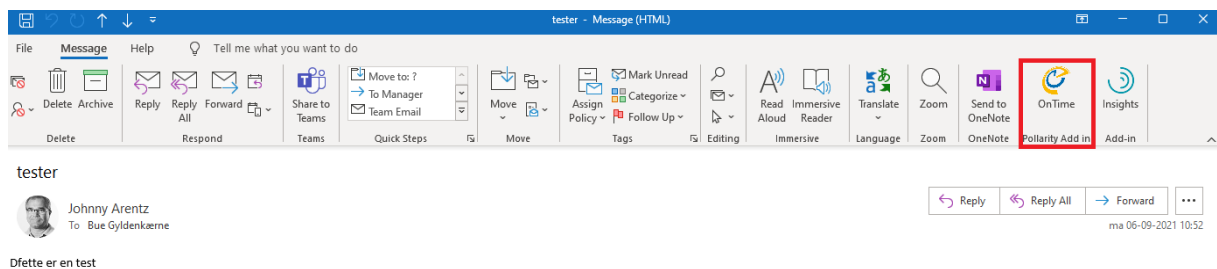 tester - Message (HTML)
File Message Help Tell me what you want to do
Delete Archive
Reply Reply All Forward
Share to Teams
Move to: ?
To Manager
Team Email
Move
Assign Policy
Mark Unread
Categorize
Follow Up
Read Aloud
Immersive Reader
あ
a
Translate
Zoom
N
Send to OneNote
OnTime
Insights
Delete Respond Teams Quick Steps Move Tags Editing Immersive Language Zoom OneNote Pollarity Add in Add-in
tester
Johnny Arentz
To Bue Gyldenkærne
Reply Reply All Forward
ma 06-09-2021 10:52
Dfette er en test